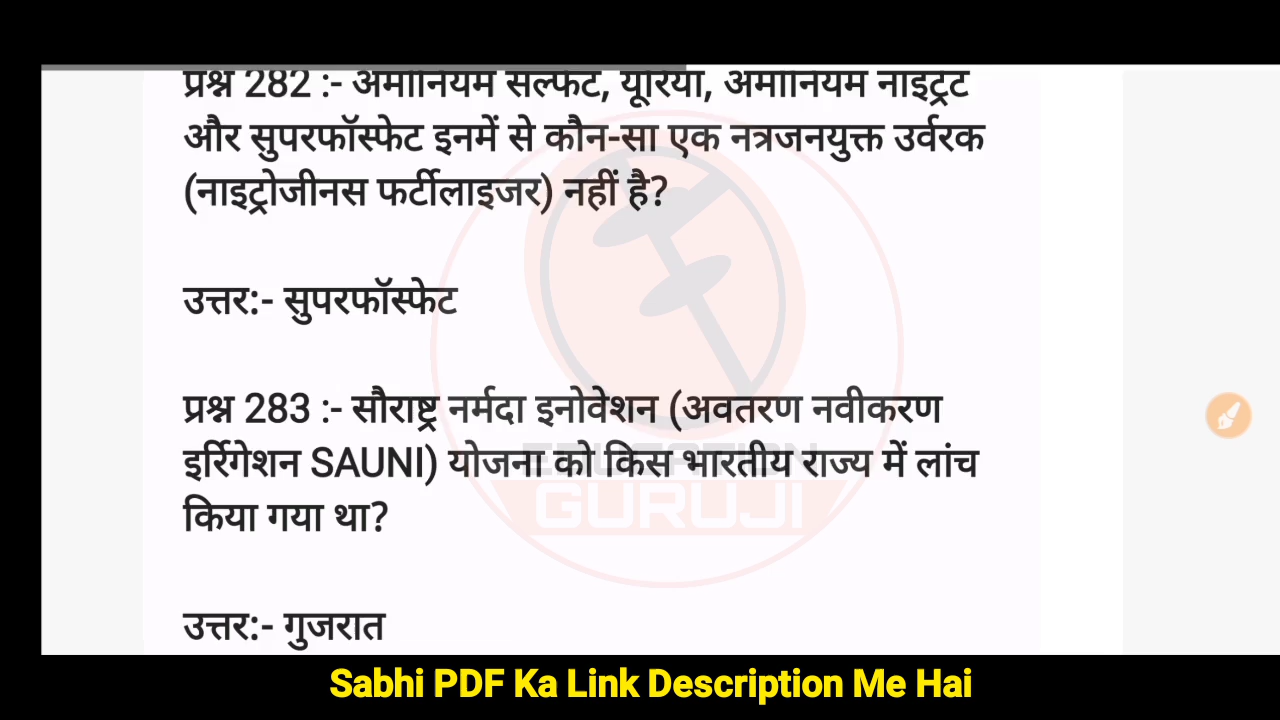 प्रश्न 282 :- अमोनियम सल्फेट, यूरिया, अमोनियम नाइट्रेट
और सुपरफॉस्फेट इनमें से कौन-सा एक नत्रजनयुक्त उर्वरक
(नाइट्रोजीनस फर्टीलाइजर) नहीं है?
उत्तर:- सुपरफॉस्फेट
प्रश्न 283 :- सौराष्ट्र नर्मदा इनोवेशन (अवतरण नवीकरण
इर्रिगेशन SAUNI) योजना को किस भारतीय राज्य में लांच
किया गया था?
EDUCATION
GURUJI
उत्तर:- गुजरात
Sabhi PDF Ka Link Description Me Hai